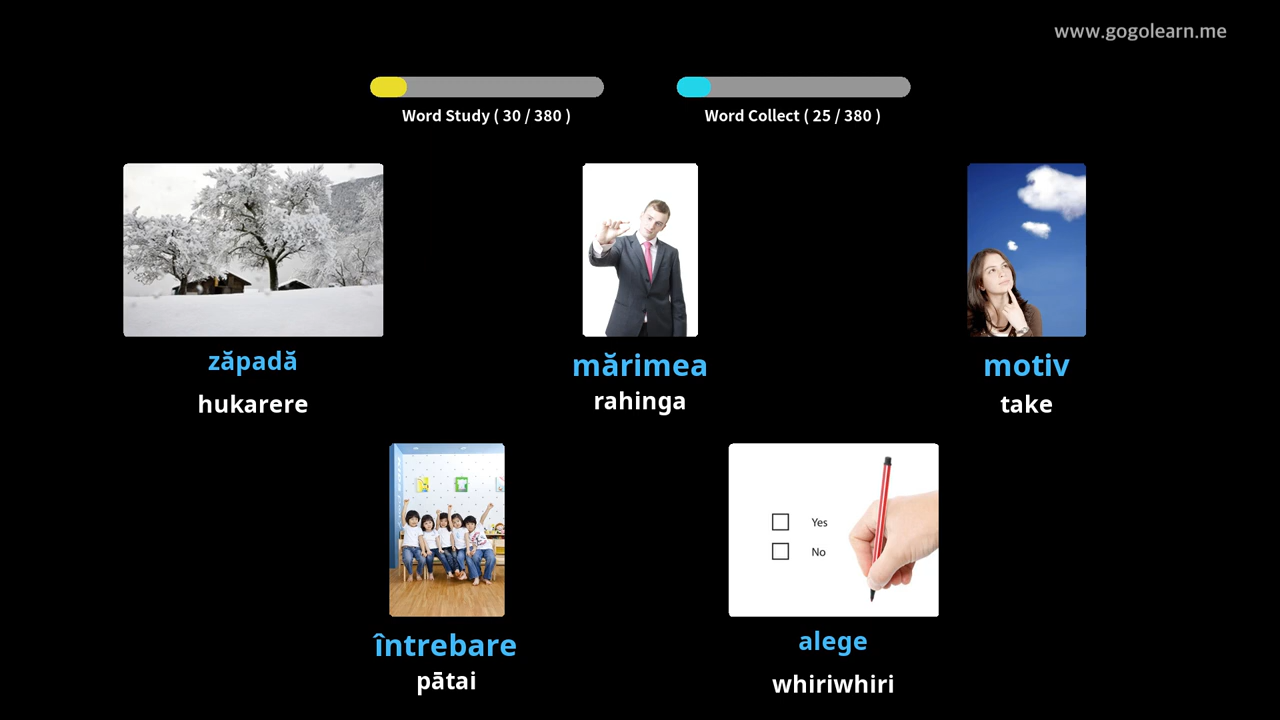 www.gogolearn.me
Word Study ( 30 / 380 )
Word Collect ( 25 / 380 )
zăpadă
hukarere
mărimea
rahinga
motiv
take
Yes
No
întrebare
pātai
alege
whiriwhiri